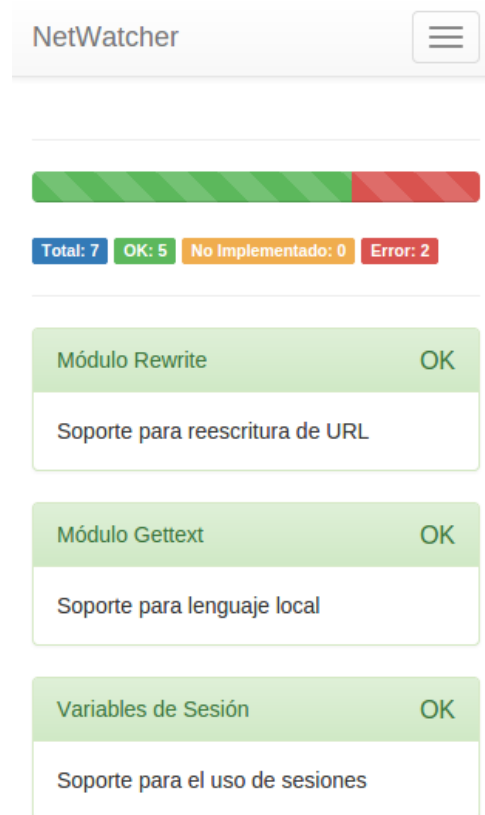 NetWatcher
Total: 7 OK: 5 No Implementado: 0 Error: 2
Módulo Rewrite OK
Soporte para reescritura de URL
Módulo Gettext OK
Soporte para lenguaje local
Variables de Sesión OK
Soporte para el uso de sesiones